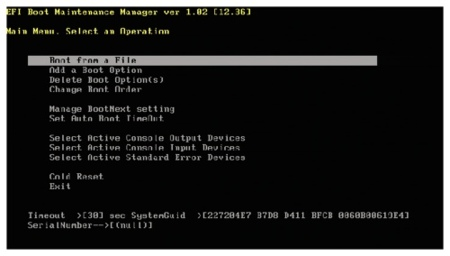 EFI Boot Maintenance Manager ver 1.02 [12.36]
Main Menu. Select an Operation
Boot from a File
Add a Boot Option
Delete Boot Option(s)
Change Boot Order
Manage BootNext setting
Set Auto Boot TimeOut
Select Active Console Output Devices
Select Active Console Input Devices
Select Active Standard Error Devices
Cold Reset
Exit
Timeout-->[30] sec SystemGuid-->[227204E7 B7D8 D411 BFCB 0060B00619E4]
SerialNumber-->[(null)]